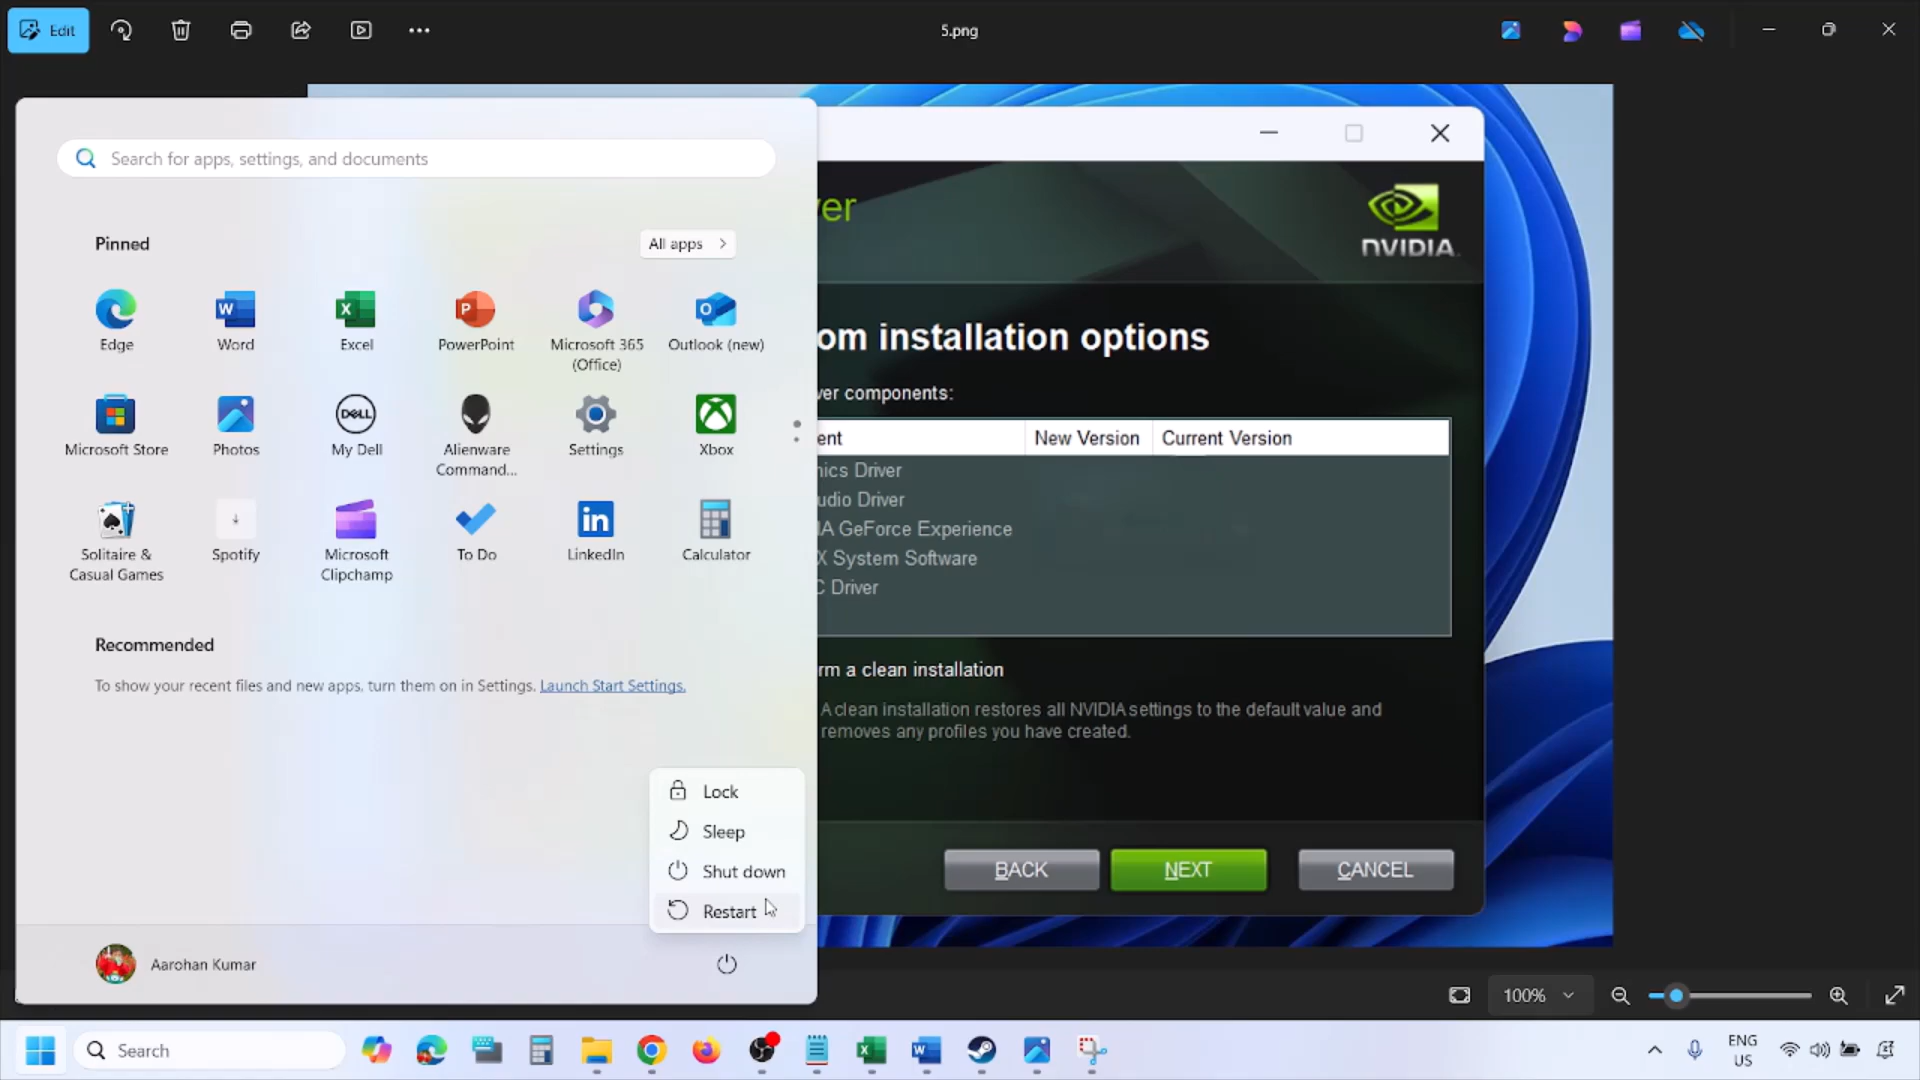 Edit
5.png
Search for apps, settings, and documents
Pinned
All apps
Edge
Word
Excel
PowerPoint
Microsoft 365
(Office)
Outlook (new)
Microsoft Store
Photos
DELL
My Dell
Alienware
Command...
Settings
Xbox
Solitaire &
Casual Games
Spotify
Microsoft
Clipchamp
To Do
LinkedIn
Calculator
Recommended
To show your recent files and new apps, turn them on in Settings. Launch Start Settings.
Lock
Sleep
Shut down
Restart
Aarohan Kumar
ver
NVIDIA.
om installation options
ver components:
ent
New Version
Current Version
hics Driver
udio Driver
IA GeForce Experience
X System Software
C Driver
rm a clean installation
A clean installation restores all NVIDIA settings to the default value and
removes any profiles you have created.
BACK
NEXT
CANCEL
100%
Search
ENG
US